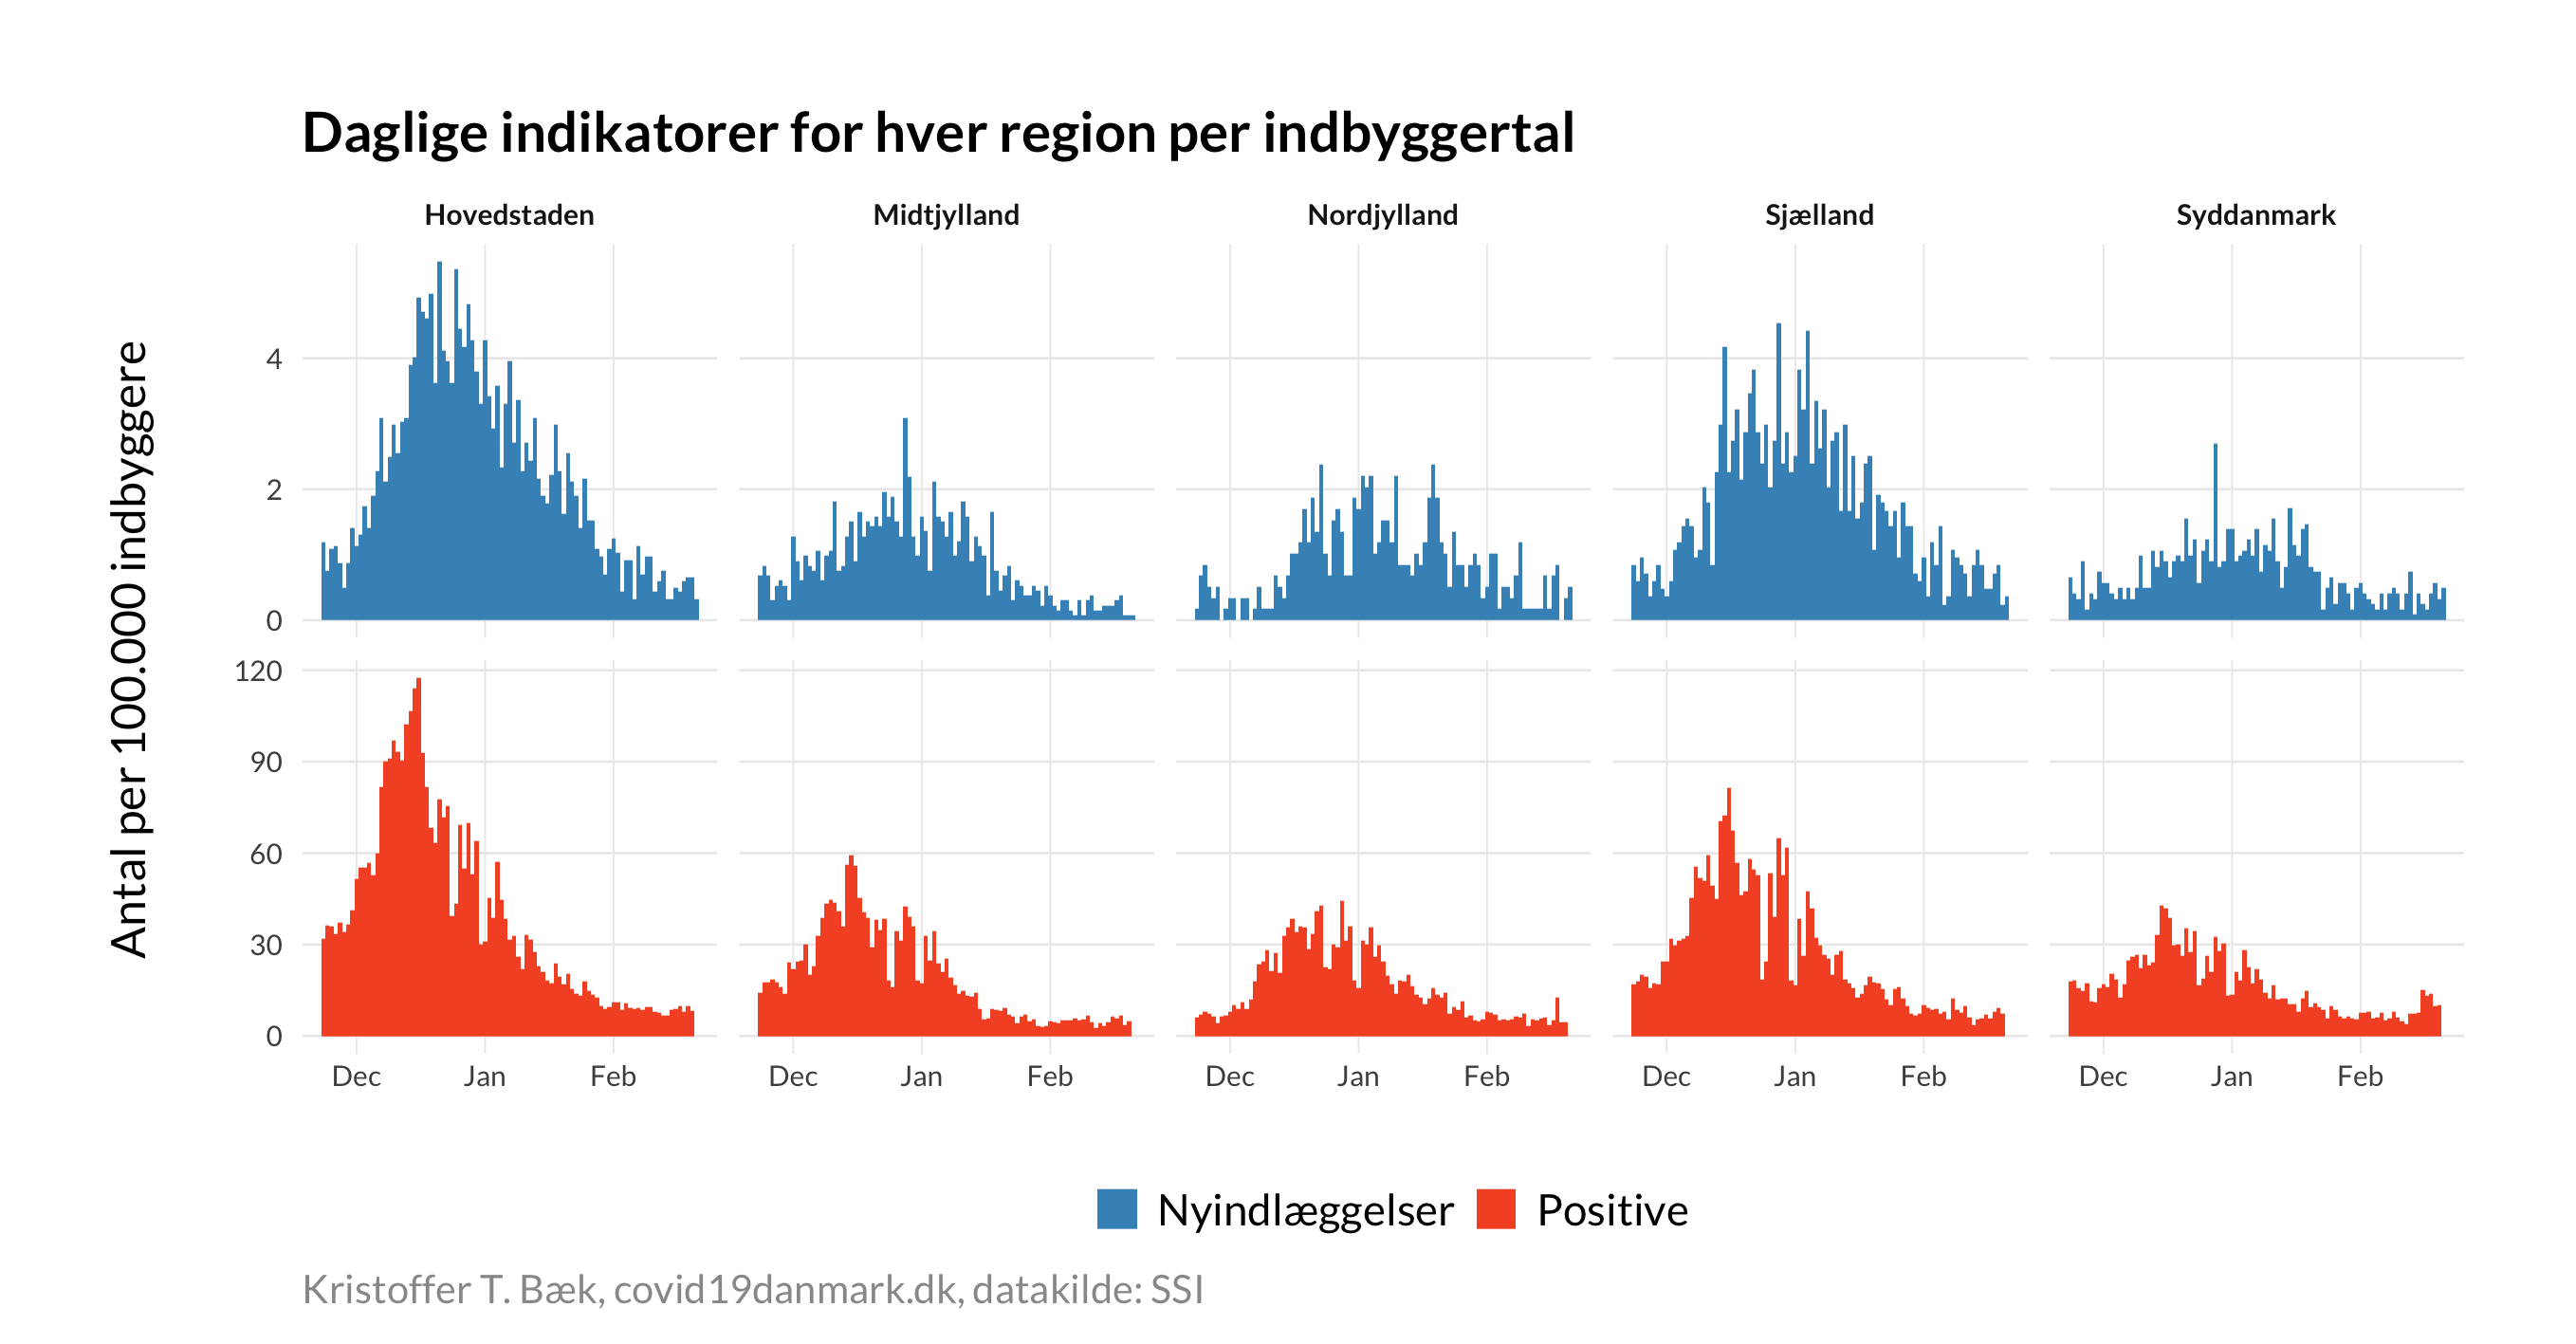 Daglige indikatorer for hver region per indbyggertal
Hovedstaden Midtjylland Nordjylland Sjælland Syddanmark
Antal per 100.000 indbyggere
4
2
0
120
90
60
30
0
Dec Jan Feb Dec Jan Feb Dec Jan Feb Dec Jan Feb Dec Jan Feb
Nyindlæggelser Positive
Kristoffer T. Bæk, covid19danmark.dk, datakilde: SSI